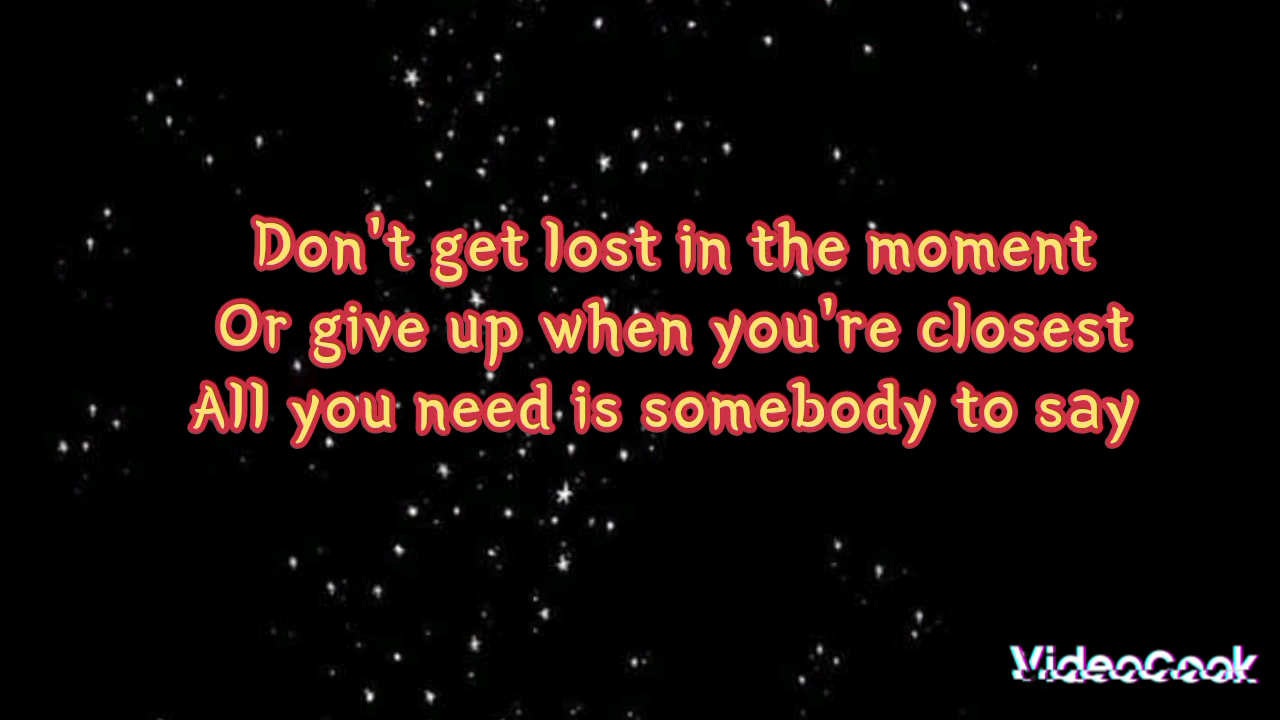 Don't get lost in the moment
Or give up when you're closest
All you need is somebody to say
VideoCook